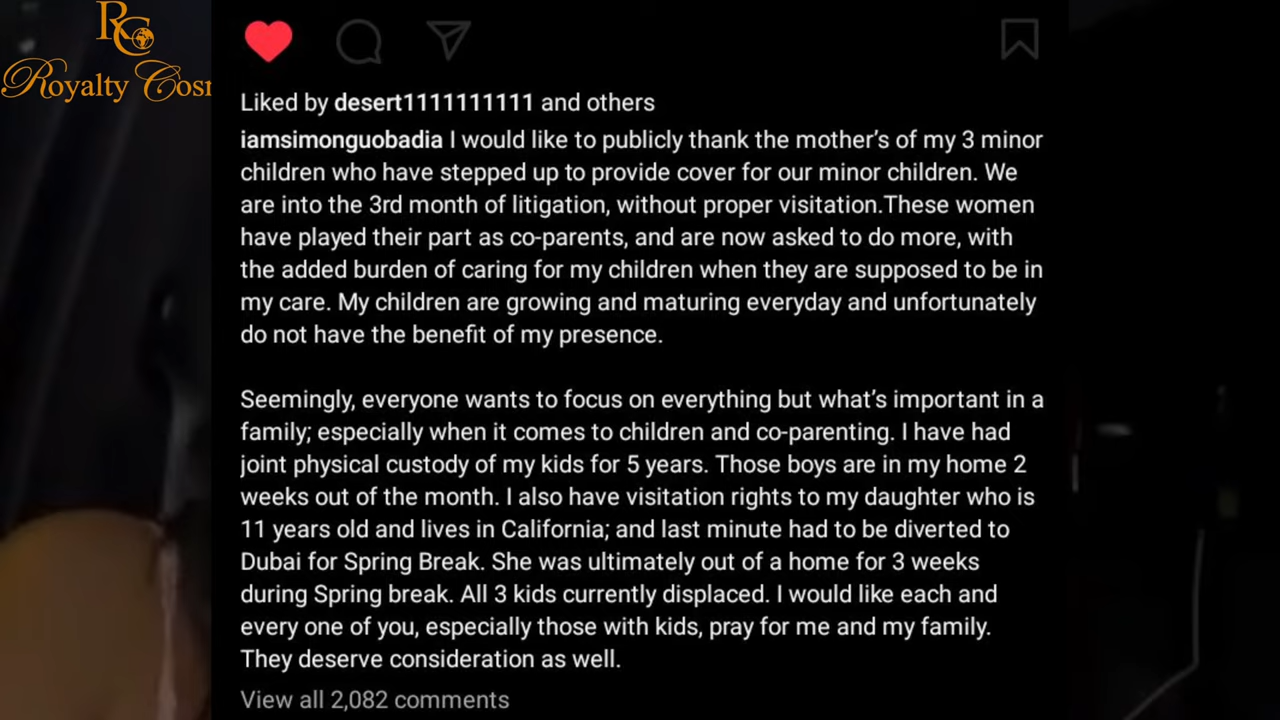 RC
Royalty Cosm
Liked by desert1111111111 and others
iamsimonguobadia I would like to publicly thank the mother’s of my 3 minor
children who have stepped up to provide cover for our minor children. We
are into the 3rd month of litigation, without proper visitation.These women
have played their part as co-parents, and are now asked to do more, with
the added burden of caring for my children when they are supposed to be in
my care. My children are growing and maturing everyday and unfortunately
do not have the benefit of my presence.
Seemingly, everyone wants to focus on everything but what’s important in a
family; especially when it comes to children and co-parenting. I have had
joint physical custody of my kids for 5 years. Those boys are in my home 2
weeks out of the month. I also have visitation rights to my daughter who is
11 years old and lives in California; and last minute had to be diverted to
Dubai for Spring Break. She was ultimately out of a home for 3 weeks
during Spring break. All 3 kids currently displaced. I would like each and
every one of you, especially those with kids, pray for me and my family.
They deserve consideration as well.
View all 2,082 comments